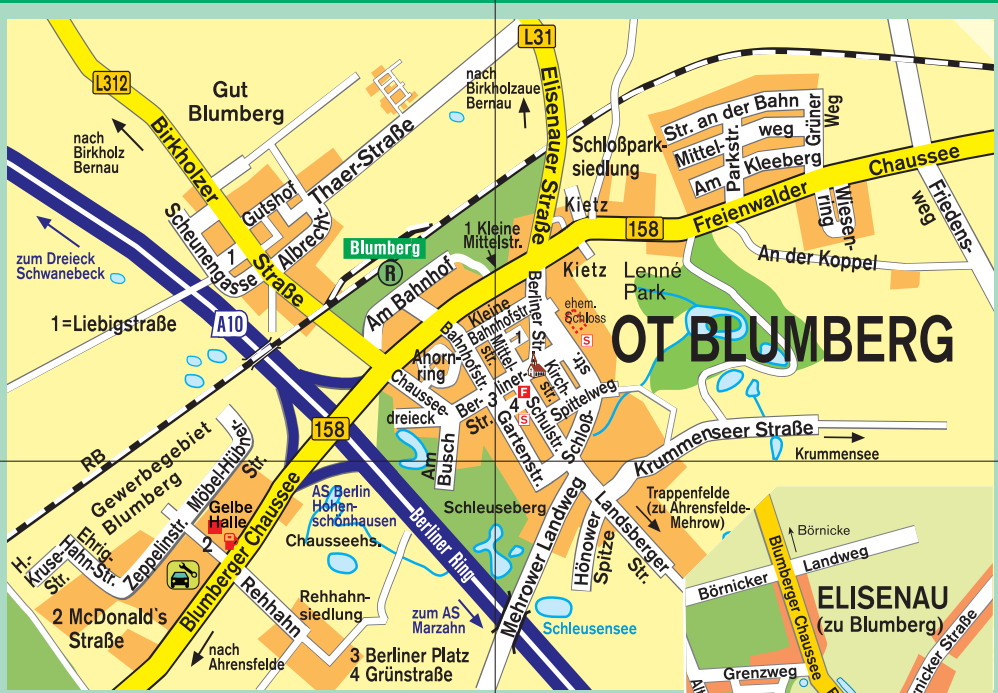 L312
L31
Gut
Blumberg
nach
Birkholzaue
Bernau
nach
Birkholz
Bernau
Birkholzer
Straße
Elisenauer Straße
Schloßpark-
siedlung
Str. an der Bahn
Mittel-
weg
Grüner
Weg
Parkstr.
Am Kleeberg
Freienwalder
Chaussee
Friedens-
weg
Wiesen-
ring
An der Koppel
Thaer-Straße
Albrecht-
Gutshof
Scheunengasse
1
Kietz
158
1 Kleine
Mittelstr.
Kietz
Lenné
Park
zum Dreieck
Schwanebeck
Blumberg
R
Am Bahnhof
1=Liebigstraße
A10
Berliner Str.
ehem.
Schloss
S
OT BLUMBERG
Kleine
Bahnhofstr.
1
Bahnhofstr.
Mittel-
str.
Ahorn-
ring
Chaussee-
dreieck
Ber-
liner-
Str.
3
4
F
S
Kirch-
str.
Schulstr.
Spittelweg
Schloß-
str.
Gartenstr.
Am
Busch
Krummenseer Straße
Krummensee
158
RB
Gewerbegebiet
Blumberg
Möbel-Hübner-
Str.
Gelbe
Halle
2
Zeppelinstr.
Ehrig-
Hahn-Str.
H.-
Kruse-
Str.
Blumberger Chaussee
AS Berlin
Hohen-
schönhausen
Chausseehs.
Berliner Ring
Schleuseberg
Mehrower Landweg
Hönower
Spitze
Landsberger
Str.
Trappenfelde
(zu Ahrensfelde-
Mehrow)
Rehhahn
Rehhahn-
siedlung
2 McDonald's
Straße
nach
Ahrensfelde
3 Berliner Platz
4 Grünstraße
zum AS
Marzahn
Schleusensee
Börnicke
Börnicker
Landweg
Blumberger Chaussee
ELISENAU
(zu Blumberg)
Grenzweg
nicker Straße